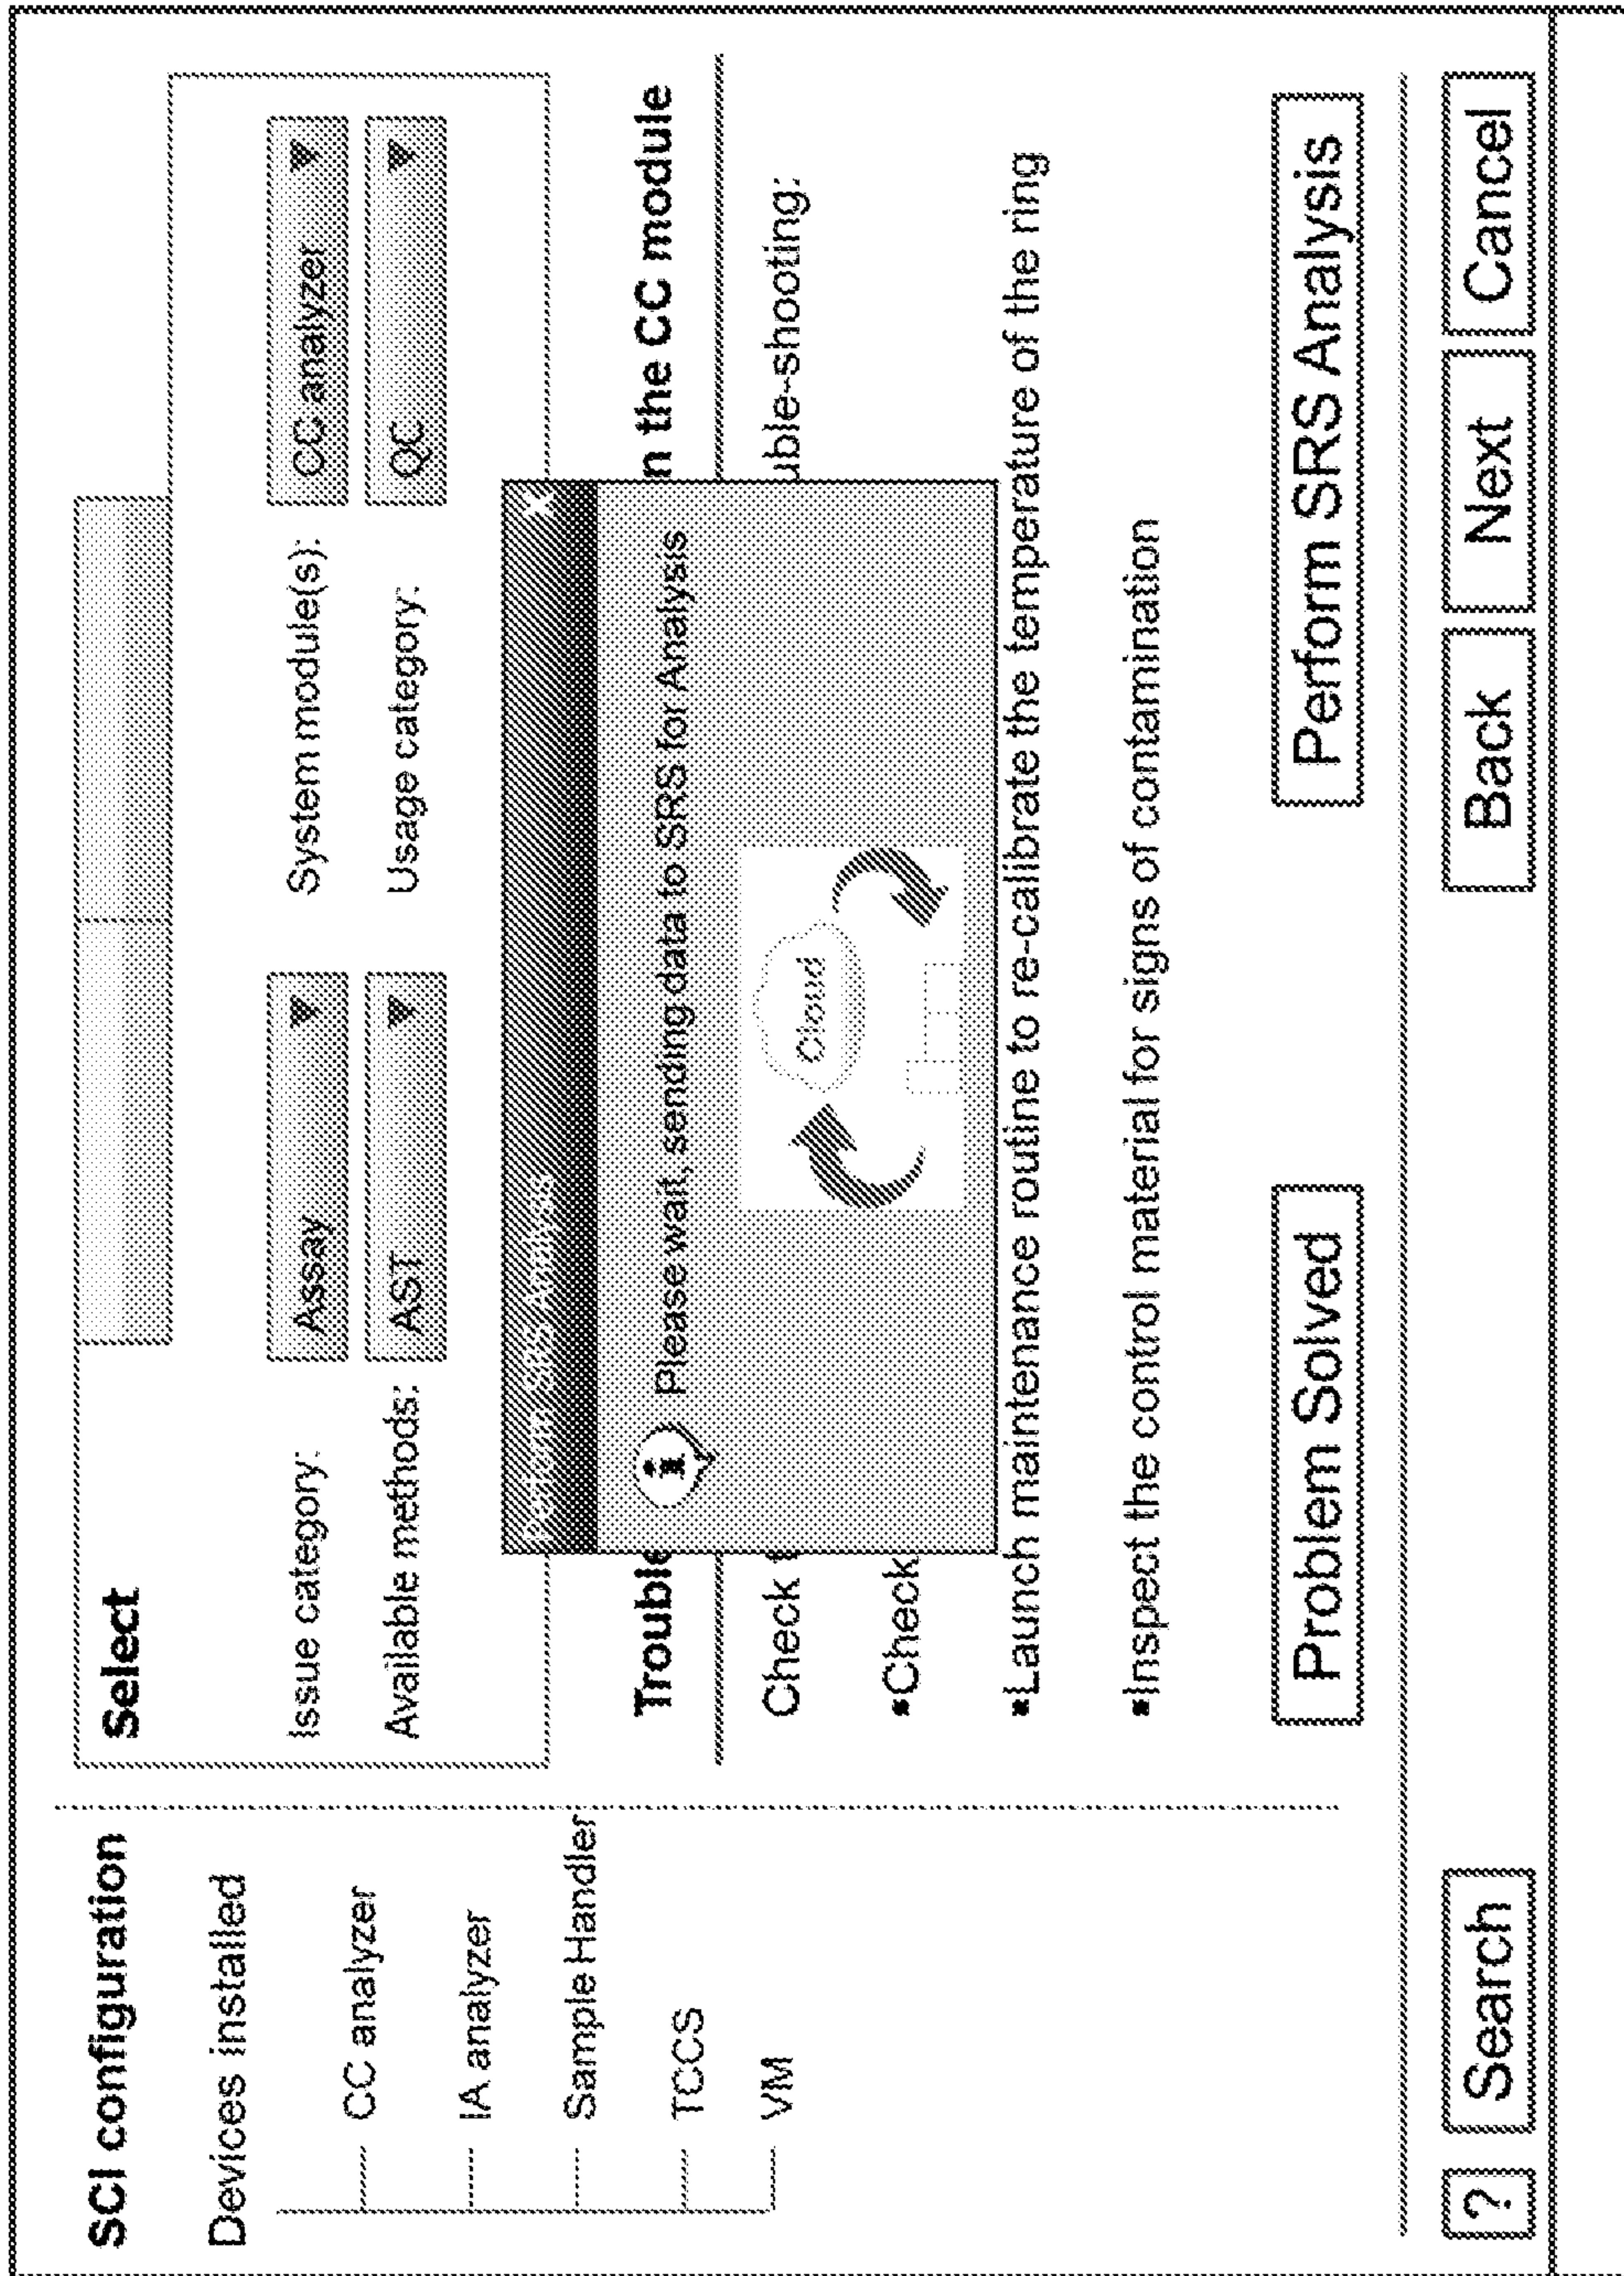 SCI configuration
Devices installed
CC analyzer
IA analyzer
Sample Handler
TCCS
VM
Select
Issue category: Assay System module(s): CC analyzer
Available methods: AST Usage category: QC
Perform SRS Analysis X
i Please wait, sending data to SRS for Analysis
Cloud
Trouble n the CC module
Check uble-shooting:
▪Check
▪Launch maintenance routine to re-calibrate the temperature of the ring
▪Inspect the control material for signs of contamination
Problem Solved Perform SRS Analysis
? Search Back Next Cancel